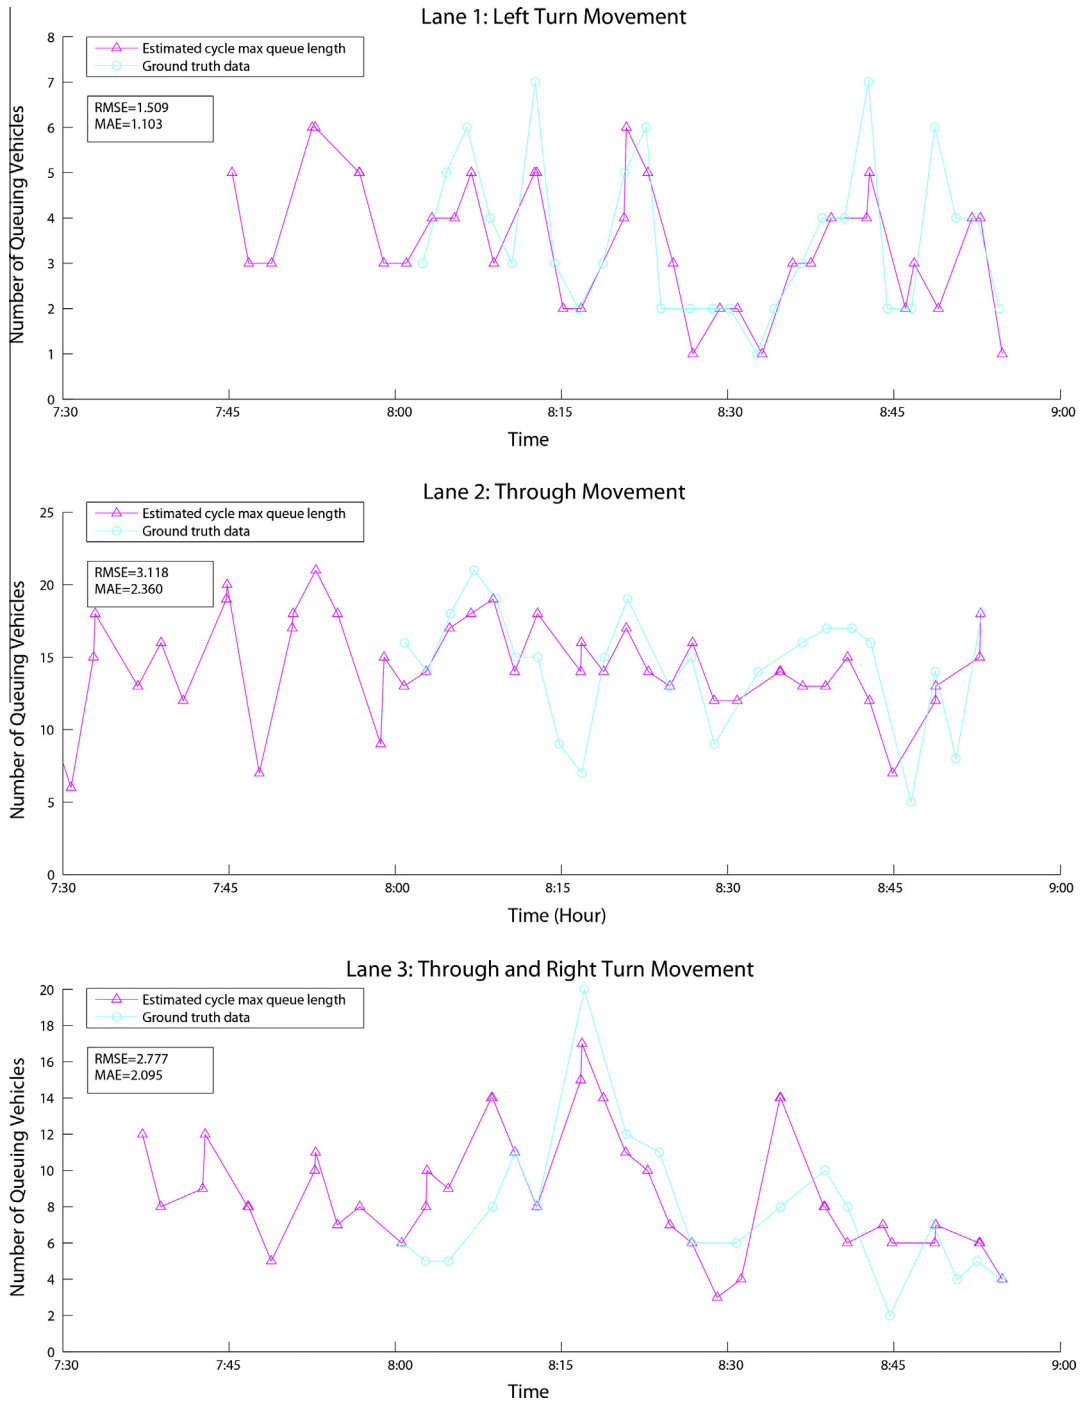 Lane 1: Left Turn Movement
Number of Queuing Vehicles
8
7
6
5
4
3
2
1
0
Estimated cycle max queue length
Ground truth data
RMSE=1.509
MAE=1.103
7:30 7:45 8:00 8:15 8:30 8:45 9:00
Time
Lane 2: Through Movement
Number of Queuing Vehicles
25
20
15
10
5
0
Estimated cycle max queue length
Ground truth data
RMSE=3.118
MAE=2.360
7:30 7:45 8:00 8:15 8:30 8:45 9:00
Time (Hour)
Lane 3: Through and Right Turn Movement
Number of Queuing Vehicles
20
18
16
14
12
10
8
6
4
2
0
Estimated cycle max queue length
Ground truth data
RMSE=2.777
MAE=2.095
7:30 7:45 8:00 8:15 8:30 8:45 9:00
Time